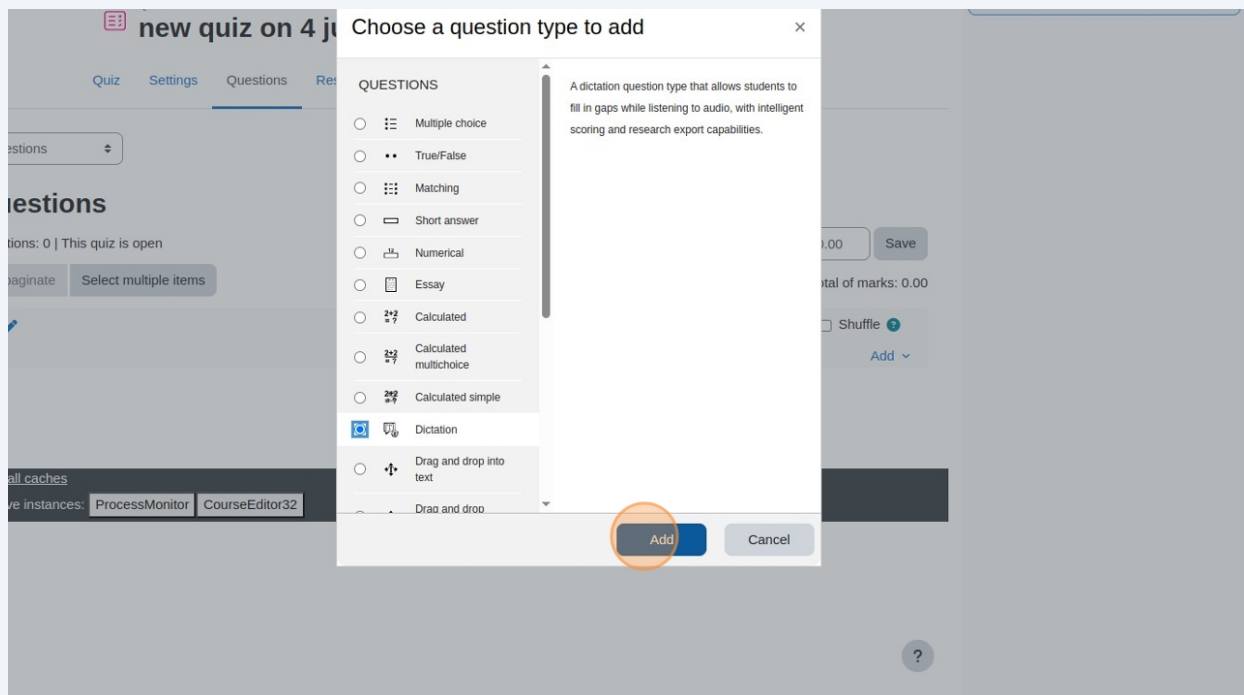 new quiz on 4 ju
Choose a question type to add
×
Quiz Settings Questions Res
QUESTIONS
A dictation question type that allows students to
fill in gaps while listening to audio, with intelligent
scoring and research export capabilities.
Multiple choice
True/False
Matching
Short answer
Numerical
Essay
Calculated
Calculated
multichoice
Calculated simple
Dictation
Drag and drop into
text
Drag and drop
estions
uestions
tions: 0 | This quiz is open
.00 Save
paginate Select multiple items
otal of marks: 0.00
Shuffle ?
Add
all caches
ve instances: ProcessMonitor CourseEditor32
Add Cancel
?